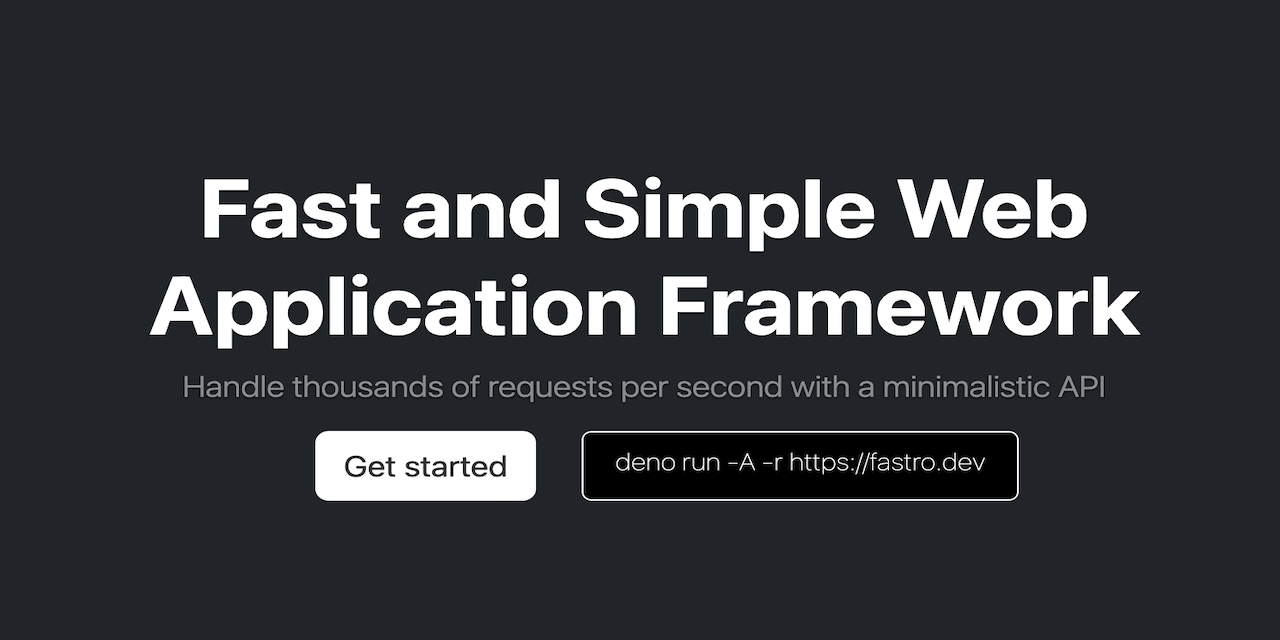 Fast and Simple Web
Application Framework
Handle thousands of requests per second with a minimalistic API
Get started
deno run -A -r https://fastro.dev